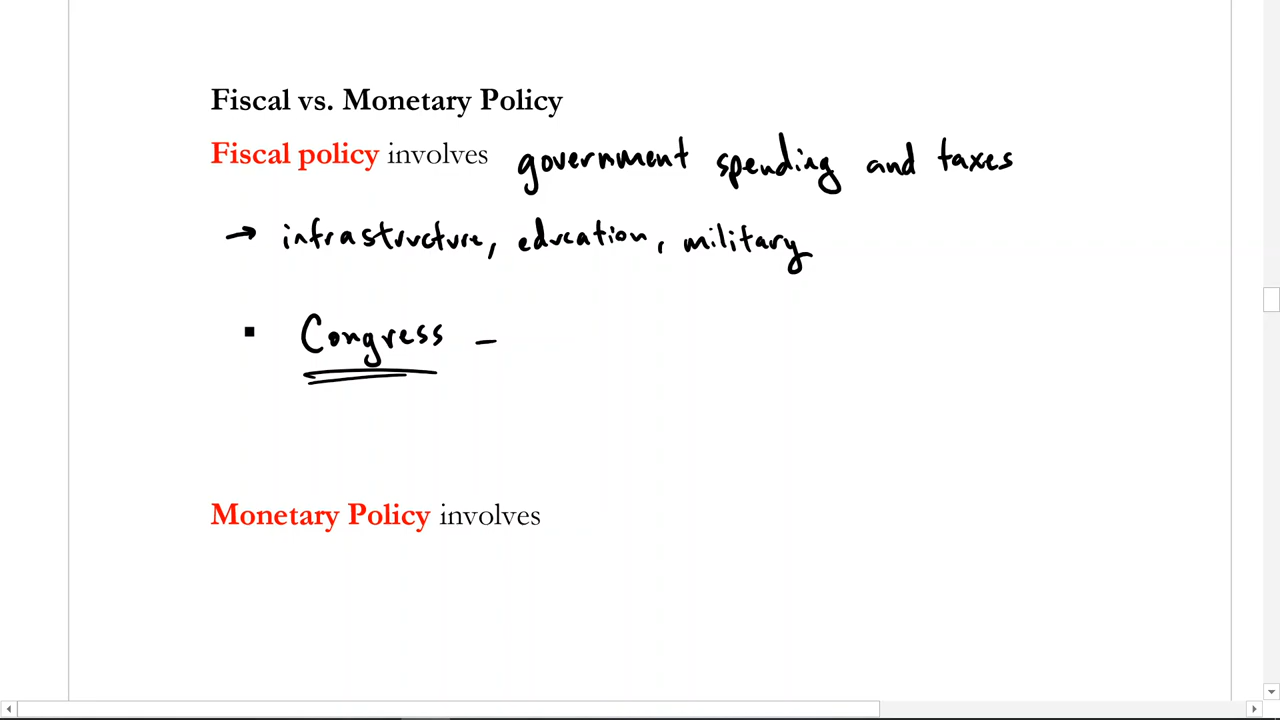 Fiscal vs. Monetary Policy
Fiscal policy involves government spending and taxes
→ infrastructure, education, military
▪ Congress –
Monetary Policy involves